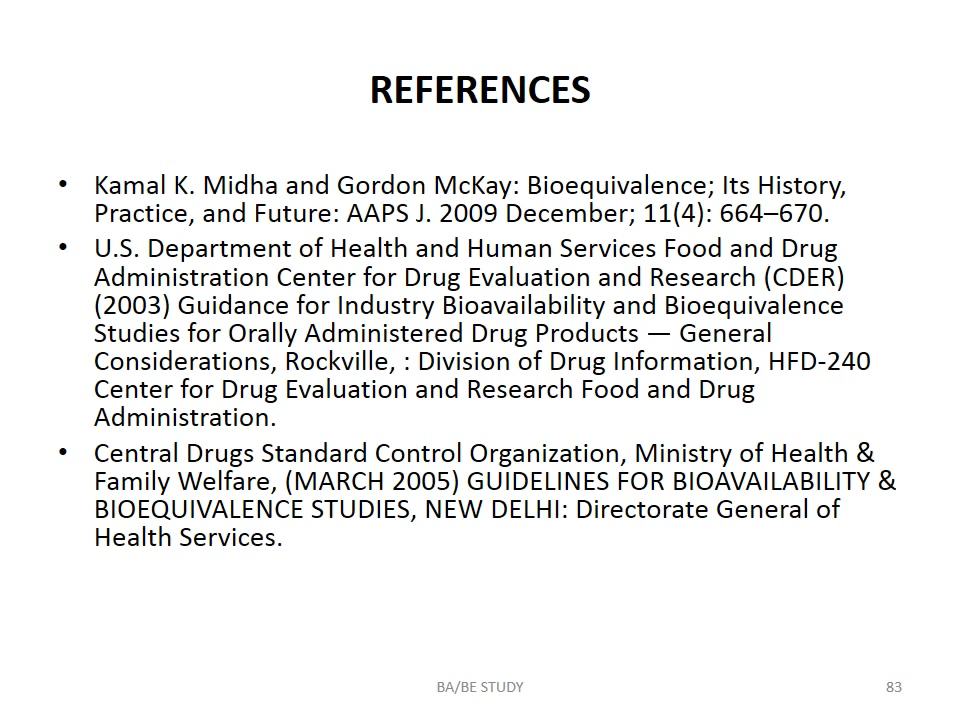 REFERENCES
• Kamal K. Midha and Gordon McKay: Bioequivalence; Its History,
Practice, and Future: AAPS J. 2009 December; 11(4): 664–670.
• U.S. Department of Health and Human Services Food and Drug
Administration Center for Drug Evaluation and Research (CDER)
(2003) Guidance for Industry Bioavailability and Bioequivalence
Studies for Orally Administered Drug Products — General
Considerations, Rockville, : Division of Drug Information, HFD-240
Center for Drug Evaluation and Research Food and Drug
Administration.
• Central Drugs Standard Control Organization, Ministry of Health &
Family Welfare, (MARCH 2005) GUIDELINES FOR BIOAVAILABILITY &
BIOEQUIVALENCE STUDIES, NEW DELHI: Directorate General of
Health Services.
BA/BE STUDY
83